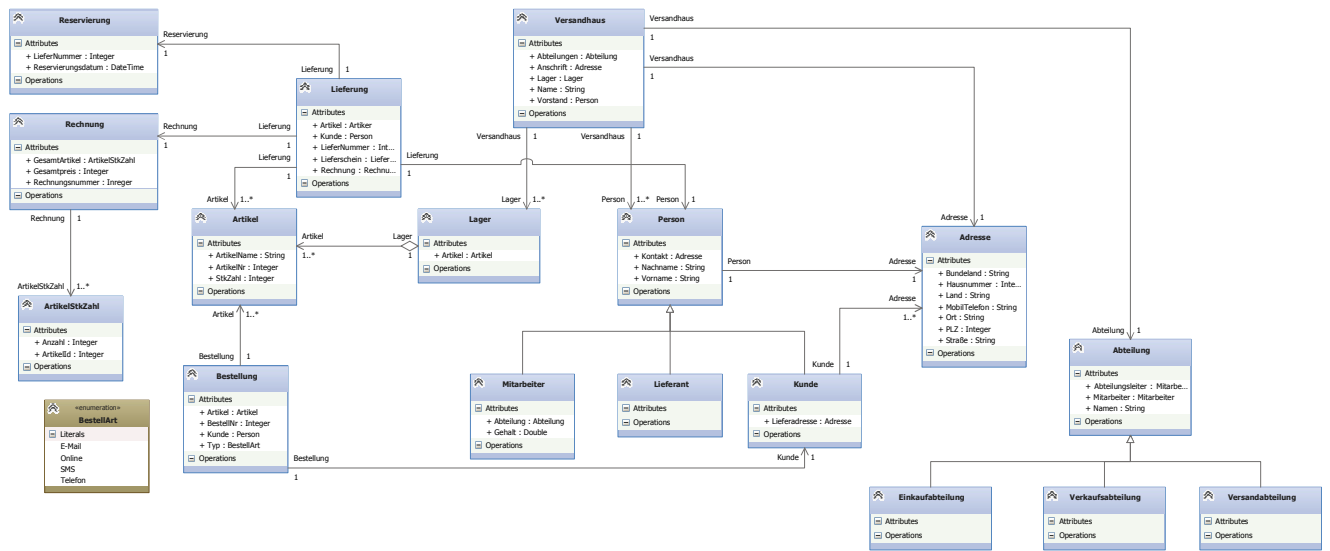 Reservierung
Attributes
+ LieferNummer : Integer
+ Reservierungsdatum : DateTime
Operations
Reservierung
1
Lieferung
1
Lieferung
Attributes
+ Artikel : Artiker
+ Kunde : Person
+ LieferNummer : Int...
+ Lieferschein : Liefer...
+ Rechnung : Rechnu...
Operations
Rechnung
Attributes
+ GesamtArtikel : ArtikelStkZahl
+ Gesamtpreis : Integer
+ Rechnungsnummer : Inreger
Operations
Rechnung
1
Lieferung
1
Lieferung
1
Artikel
1..*
Lieferung
1
Person
1
Rechnung
1
ArtikelStkZahl
1..*
ArtikelStkZahl
Attributes
+ Anzahl : Integer
+ ArtikelId : Integer
Operations
«enumeration»
BestellArt
Literals
E-Mail
Online
SMS
Telefon
Artikel
Attributes
+ ArtikelName : String
+ ArtikelNr : Integer
+ StkZahl : Integer
Operations
Artikel
1..*
Lager
1
Lager
Attributes
+ Artikel : Artikel
Operations
Artikel
1..*
Bestellung
1
Bestellung
Attributes
+ Artikel : Artikel
+ BestellNr : Integer
+ Kunde : Person
+ Typ : BestellArt
Operations
Bestellung
1
Kunde
1
Versandhaus
Attributes
+ Abteilungen : Abteilung
+ Anschrift : Adresse
+ Lager : Lager
+ Name : String
+ Vorstand : Person
Operations
Versandhaus
1
Versandhaus
1
Versandhaus
1
Versandhaus
1
Lager
1..*
Person
1..*
Person
Attributes
+ Kontakt : Adresse
+ Nachname : String
+ Vorname : String
Operations
Person
1
Adresse
1
Adresse
1
Adresse
1..*
Kunde
1
Adresse
Attributes
+ Bundeland : String
+ Hausnummer : Inte...
+ Land : String
+ MobilTelefon : String
+ Ort : String
+ PLZ : Integer
+ Straße : String
Operations
Mitarbeiter
Attributes
+ Abteilung : Abteilung
+ Gehalt : Double
Operations
Lieferant
Attributes
Operations
Kunde
Attributes
+ Lieferadresse : Adresse
Operations
Abteilung
1
Abteilung
Attributes
+ Abteilungsleiter : Mitarbe...
+ Mitarbeiter : Mitarbeiter
+ Namen : String
Operations
Einkaufabteilung
Attributes
Operations
Verkaufsabteilung
Attributes
Operations
Versandabteilung
Attributes
Operations